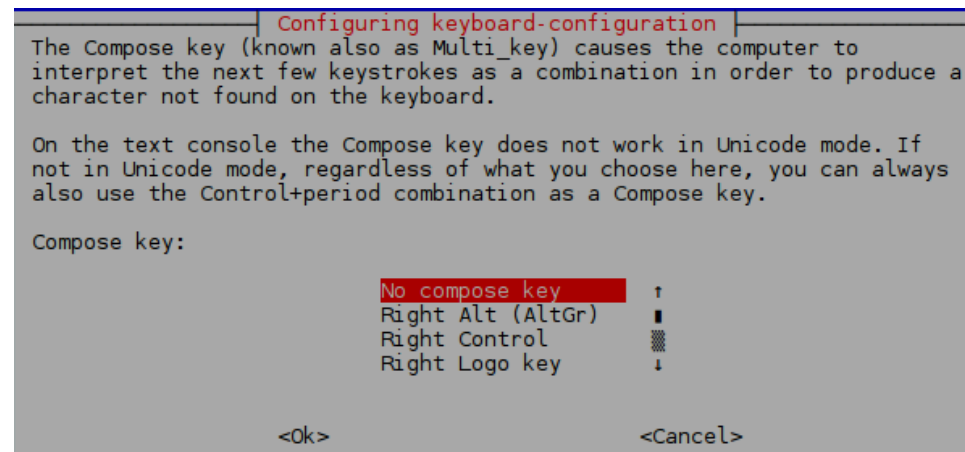 Configuring keyboard-configuration
The Compose key (known also as Multi_key) causes the computer to
interpret the next few keystrokes as a combination in order to produce a
character not found on the keyboard.
On the text console the Compose key does not work in Unicode mode. If
not in Unicode mode, regardless of what you choose here, you can always
also use the Control+period combination as a Compose key.
Compose key:
No compose key ↑
Right Alt (AltGr)
Right Control
Right Logo key ↓
<Ok> <Cancel>